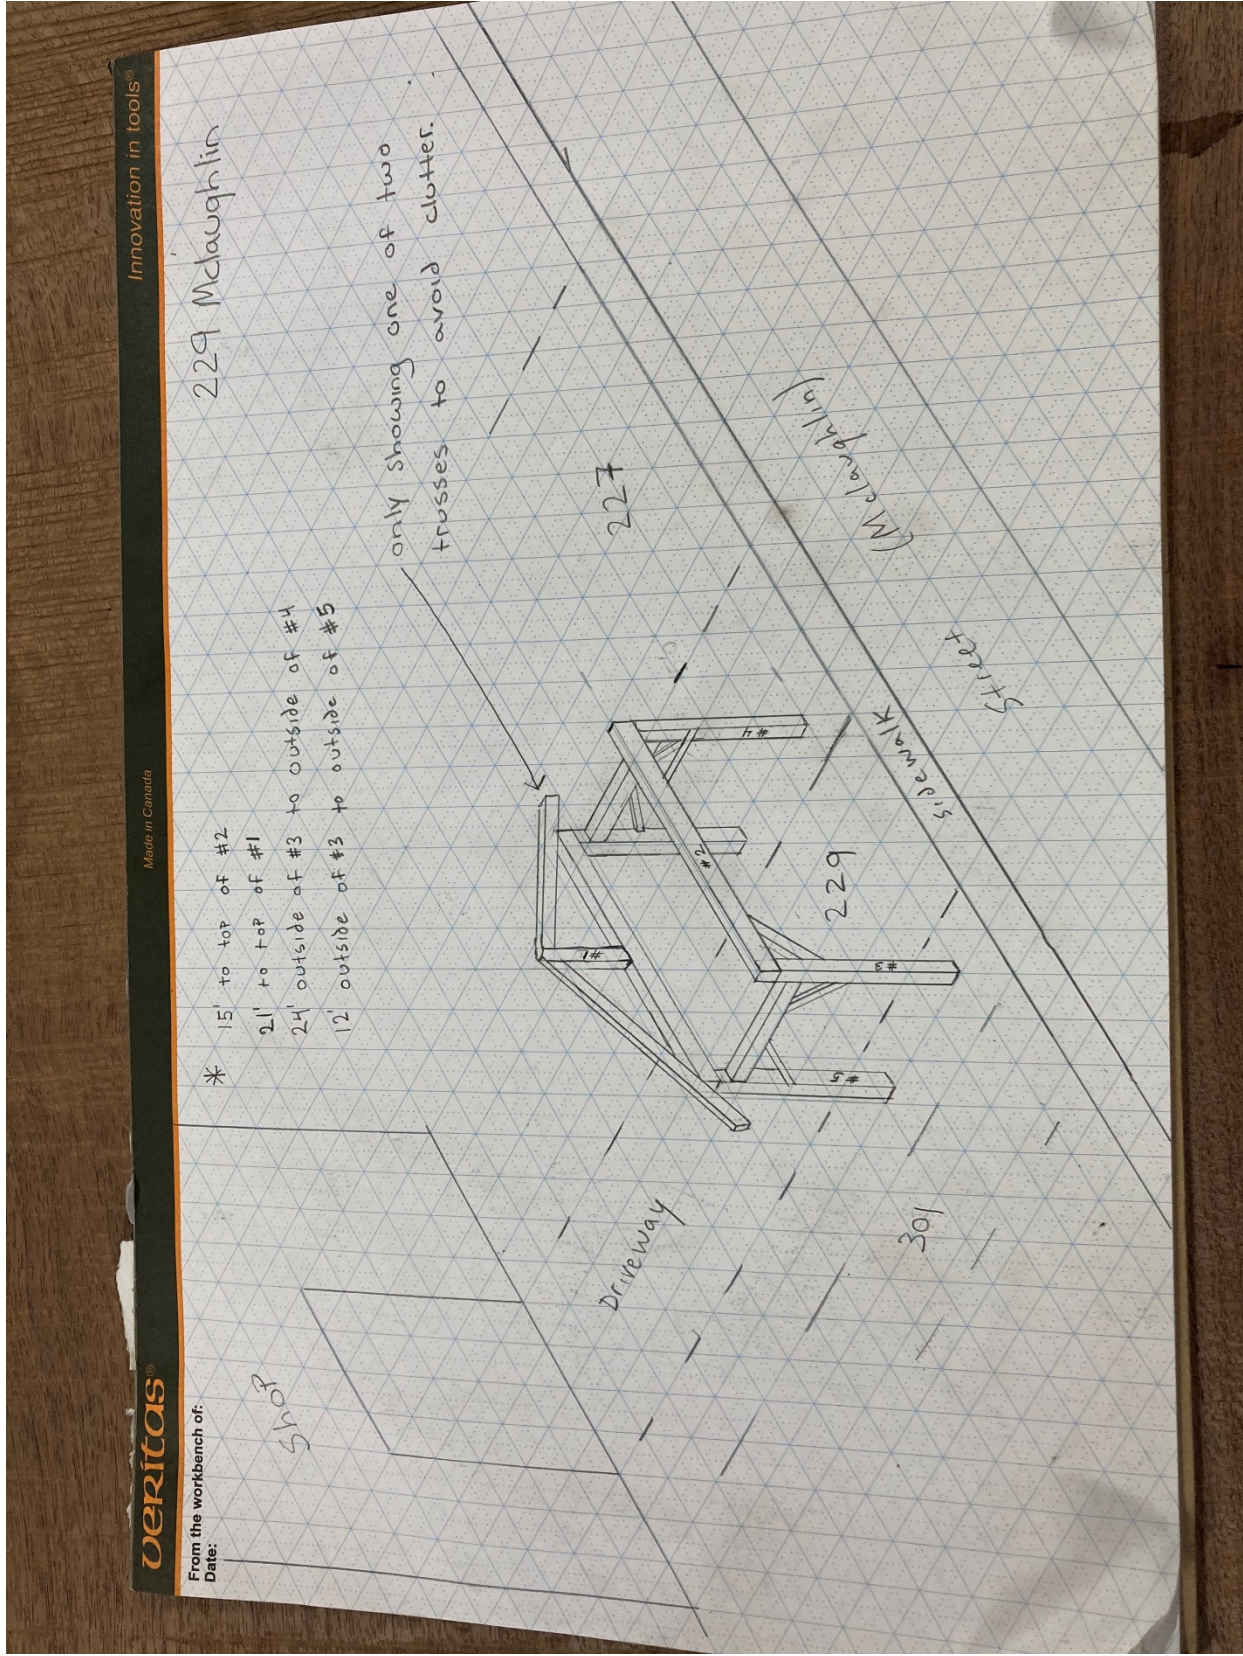 veritas®
Made in Canada
Innovation in tools®
From the workbench of:
Date:
229 Mclaughlin
* 15' to top of #2
21' to top of #1
24' outside of #3 to outside of #4
12' outside of #3 to outside of #5
only showing one of two
trusses to avoid clutter.
Shop
#1
#2
#3
#4
#5
Driveway
301
229
227
Sidewalk
Street
(Mclaughlin)